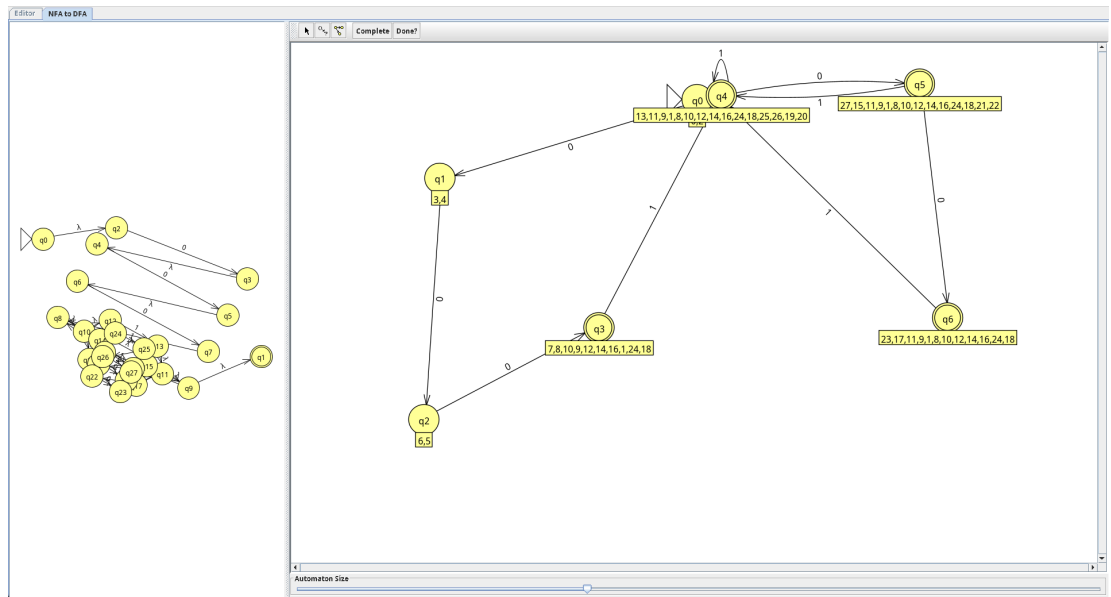 Editor
NFA to DFA
Complete
Done?
q0
λ
q2
q4
0
λ
0
q3
q6
λ
0
q5
q8
q10
q24
1
q25
13
q7
q26
15
q27
q11
q22
q23
q9
λ
q1
1
q0
q4
0
1
q5
13,11,9,1,8,10,12,14,16,24,18,25,26,19,20
27,15,11,9,1,8,10,12,14,16,24,18,21,22
0
q1
3,4
1
1
0
0
q3
7,8,10,9,12,14,16,1,24,18
q6
23,17,11,9,1,8,10,12,14,16,24,18
0
q2
6,5
Automaton Size